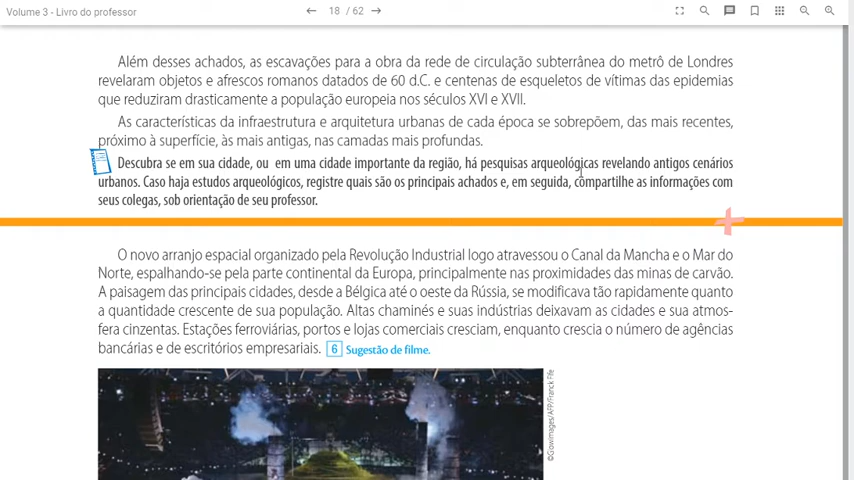 Volume 3 - Livro do professor
18 / 62
Além desses achados, as escavações para a obra da rede de circulação subterrânea do metrô de Londres
revelaram objetos e afrescos romanos datados de 60 d.C. e centenas de esqueletos de vítimas das epidemias
que reduziram drasticamente a população europeia nos séculos XVI e XVII.
As características da infraestrutura e arquitetura urbanas de cada época se sobrepõem, das mais recentes,
próximo à superfície, às mais antigas, nas camadas mais profundas.
Descubra se em sua cidade, ou em uma cidade importante da região, há pesquisas arqueológicas revelando antigos cenários
urbanos. Caso haja estudos arqueológicos, registre quais são os principais achados e, em seguida, compartilhe as informações com
seus colegas, sob orientação de seu professor.
O novo arranjo espacial organizado pela Revolução Industrial logo atravessou o Canal da Mancha e o Mar do
Norte, espalhando-se pela parte continental da Europa, principalmente nas proximidades das minas de carvão.
A paisagem das principais cidades, desde a Bélgica até o oeste da Rússia, se modificava tão rapidamente quanto
a quantidade crescente de sua população. Altas chaminés e suas indústrias deixavam as cidades e sua atmos-
fera cinzentas. Estações ferroviárias, portos e lojas comerciais cresciam, enquanto crescia o número de agências
bancárias e de escritórios empresariais. 6 Sugestão de filme.
©Glowimages/AFP/Franck Fife